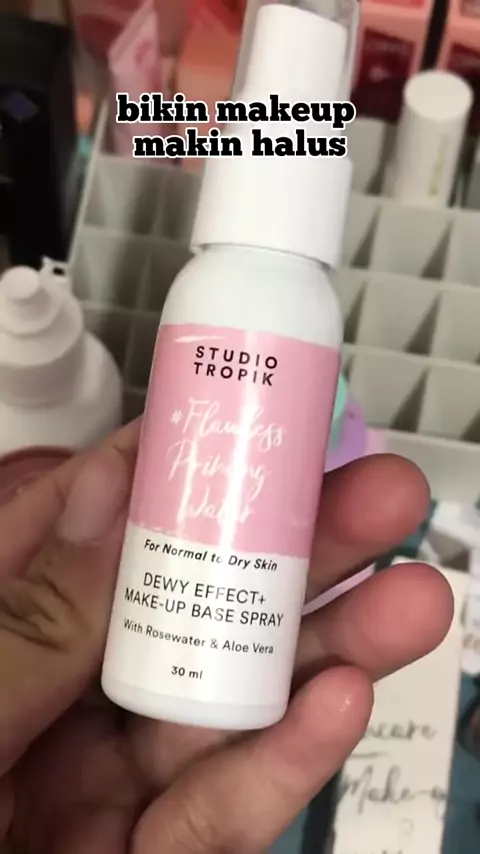 bikin makeup
makin halus
STUDIO
TROPIK
#Flawless
Priming
Water
For Normal to Dry Skin
DEWY EFFECT+
MAKE-UP BASE SPRAY
With Rosewater & Aloe Vera
30 ml
Make-